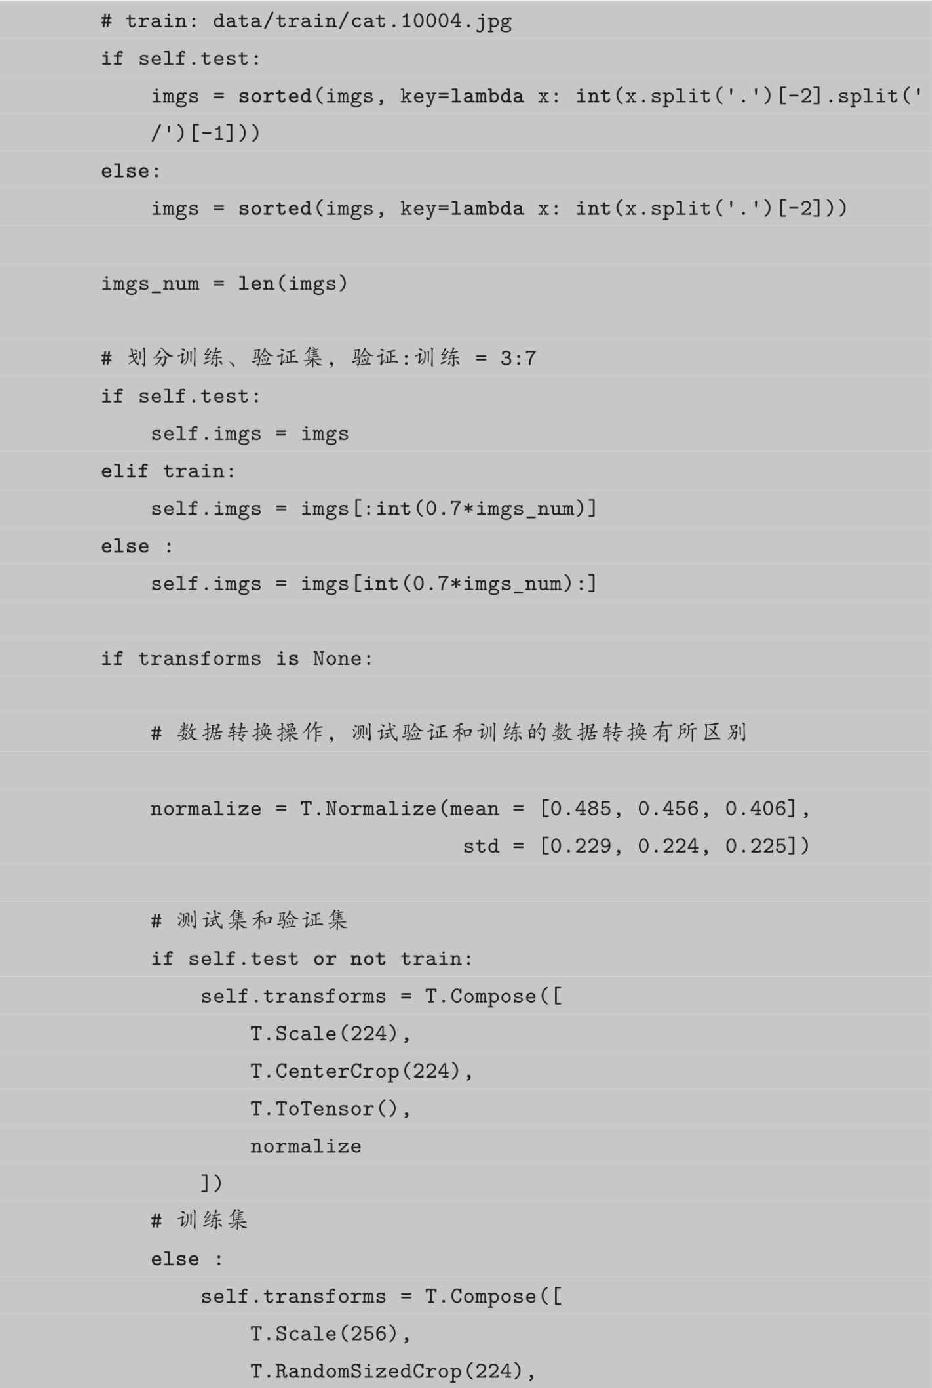 # train: data/train/cat.10004.jpg
if self.test:
imgs = sorted(imgs, key=lambda x: int(x.split('.')[-2].split('
/')[-1]))
else:
imgs = sorted(imgs, key=lambda x: int(x.split('.')[-2]))
imgs_num = len(imgs)
# 划分训练、验证集, 验证:训练 = 3:7
if self.test:
self.imgs = imgs
elif train:
self.imgs = imgs[:int(0.7*imgs_num)]
else :
self.imgs = imgs[int(0.7*imgs_num):]
if transforms is None:
# 数据转换操作, 测试验证和训练的数据转换有所区别
normalize = T.Normalize(mean = [0.485, 0.456, 0.406],
std = [0.229, 0.224, 0.225])
# 测试集和验证集
if self.test or not train:
self.transforms = T.Compose([
T.Scale(224),
T.CenterCrop(224),
T.ToTensor(),
normalize
])
# 训练集
else :
self.transforms = T.Compose([
T.Scale(256),
T.RandomSizedCrop(224),